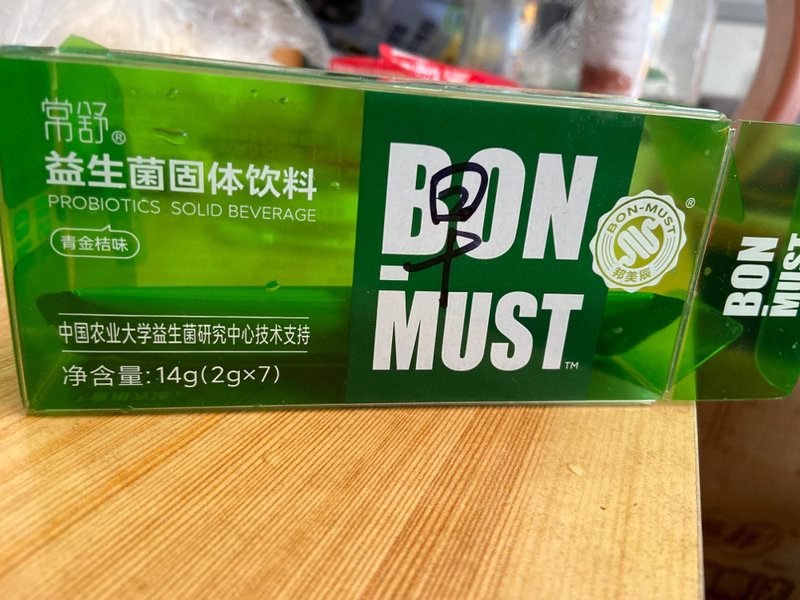 常舒®
益生菌固体饮料
PROBIOTICS SOLID BEVERAGE
青金桔味
中国农业大学益生菌研究中心技术支持
净含量:14g(2g×7)
BON
早
-
MUST™
BON-MUST
邦美辰
®
BON
MUST